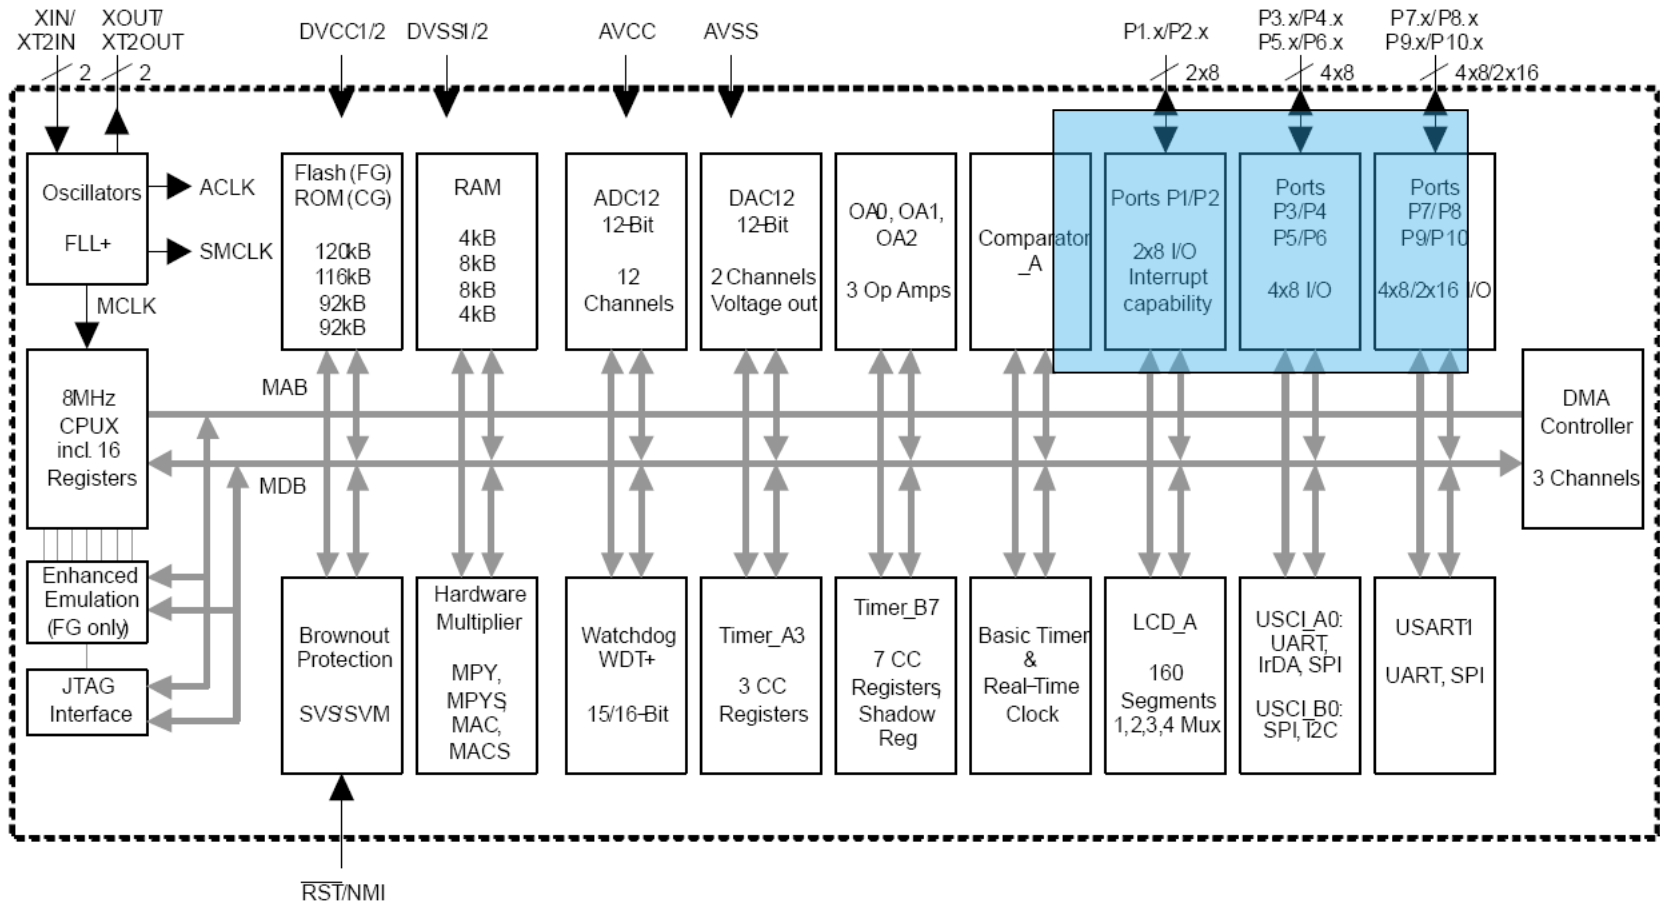 XIN/
XT2IN
XOUT/
XT2OUT
2
2
DVCC1/2
DVSS1/2
AVCC
AVSS
P1.x/P2.x
2x8
P3.x/P4.x
P5.x/P6.x
4x8
P7.x/P8.x
P9.x/P10.x
4x8/2x16
Oscillators
FLL+
ACLK
SMCLK
MCLK
Flash (FG)
ROM (CG)
120kB
116kB
92kB
92kB
RAM
4kB
8kB
8kB
4kB
ADC12
12-Bit
12
Channels
DAC12
12-Bit
2 Channels
Voltage out
OA0, OA1,
OA2
3 Op Amps
Comparator
_A
Ports P1/P2
2x8 I/O
Interrupt
capability
Ports
P3/P4
P5/P6
4x8 I/O
Ports
P7/P8
P9/P10
4x8/2x16 I/O
8MHz
CPUX
incl. 16
Registers
MAB
MDB
DMA
Controller
3 Channels
Enhanced
Emulation
(FG only)
JTAG
Interface
Brownout
Protection
SVS/SVM
Hardware
Multiplier
MPY,
MPYS,
MAC,
MACS
Watchdog
WDT+
15/16-Bit
Timer_A3
3 CC
Registers
Timer_B7
7 CC
Registers,
Shadow
Reg
Basic Timer
&
Real-Time
Clock
LCD_A
160
Segments
1,2,3,4 Mux
USCI_A0:
UART,
IrDA, SPI
USCI_B0:
SPI, I2C
USART1
UART, SPI
RST/NMI